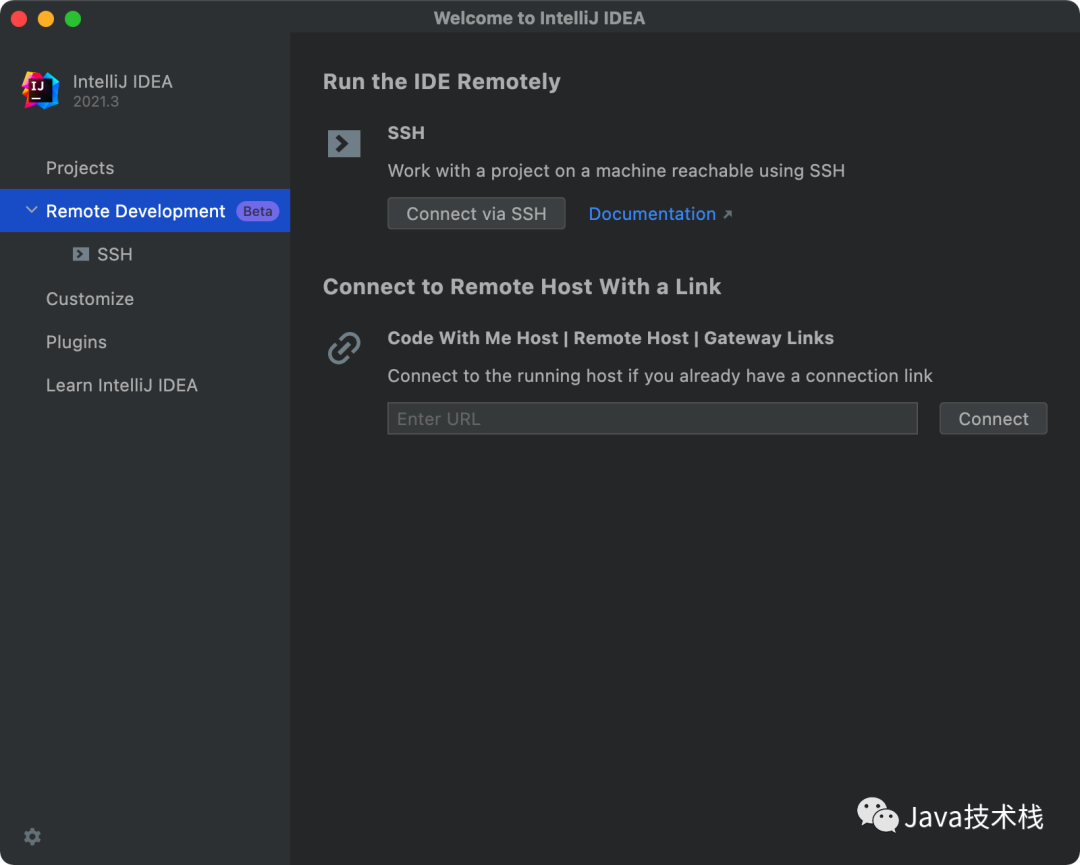 Welcome to IntelliJ IDEA
IJ
IntelliJ IDEA
2021.3
Projects
Remote Development Beta
SSH
Customize
Plugins
Learn IntelliJ IDEA
Run the IDE Remotely
SSH
Work with a project on a machine reachable using SSH
Connect via SSH Documentation ↗
Connect to Remote Host With a Link
Code With Me Host | Remote Host | Gateway Links
Connect to the running host if you already have a connection link
Enter URL Connect
Java技术栈